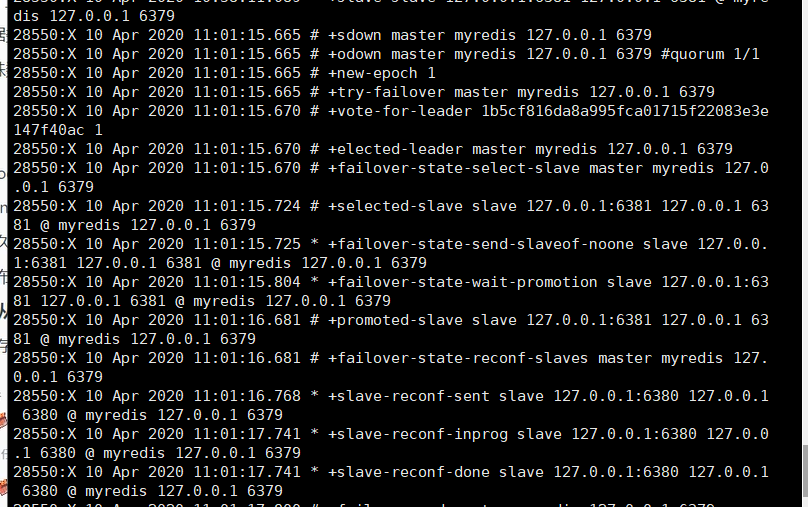 dis 127.0.0.1 6379
28550:X 10 Apr 2020 11:01:15.665 # +sdown master myredis 127.0.0.1 6379
28550:X 10 Apr 2020 11:01:15.665 # +odown master myredis 127.0.0.1 6379 #quorum 1/1
28550:X 10 Apr 2020 11:01:15.665 # +new-epoch 1
28550:X 10 Apr 2020 11:01:15.665 # +try-failover master myredis 127.0.0.1 6379
28550:X 10 Apr 2020 11:01:15.670 # +vote-for-leader 1b5cf816da8a995fca01715f22083e3e
147f40ac 1
28550:X 10 Apr 2020 11:01:15.670 # +elected-leader master myredis 127.0.0.1 6379
28550:X 10 Apr 2020 11:01:15.670 # +failover-state-select-slave master myredis 127.0
.0.1 6379
28550:X 10 Apr 2020 11:01:15.724 # +selected-slave slave 127.0.0.1:6381 127.0.0.1 63
81 @ myredis 127.0.0.1 6379
28550:X 10 Apr 2020 11:01:15.725 * +failover-state-send-slaveof-noone slave 127.0.0.
1:6381 127.0.0.1 6381 @ myredis 127.0.0.1 6379
28550:X 10 Apr 2020 11:01:15.804 * +failover-state-wait-promotion slave 127.0.0.1:63
81 127.0.0.1 6381 @ myredis 127.0.0.1 6379
28550:X 10 Apr 2020 11:01:16.681 # +promoted-slave slave 127.0.0.1:6381 127.0.0.1 63
81 @ myredis 127.0.0.1 6379
28550:X 10 Apr 2020 11:01:16.681 # +failover-state-reconf-slaves master myredis 127.
0.0.1 6379
28550:X 10 Apr 2020 11:01:16.768 * +slave-reconf-sent slave 127.0.0.1:6380 127.0.0.1
 6380 @ myredis 127.0.0.1 6379
28550:X 10 Apr 2020 11:01:17.741 * +slave-reconf-inprog slave 127.0.0.1:6380 127.0.0
.1 6380 @ myredis 127.0.0.1 6379
28550:X 10 Apr 2020 11:01:17.741 * +slave-reconf-done slave 127.0.0.1:6380 127.0.0.1
 6380 @ myredis 127.0.0.1 6379